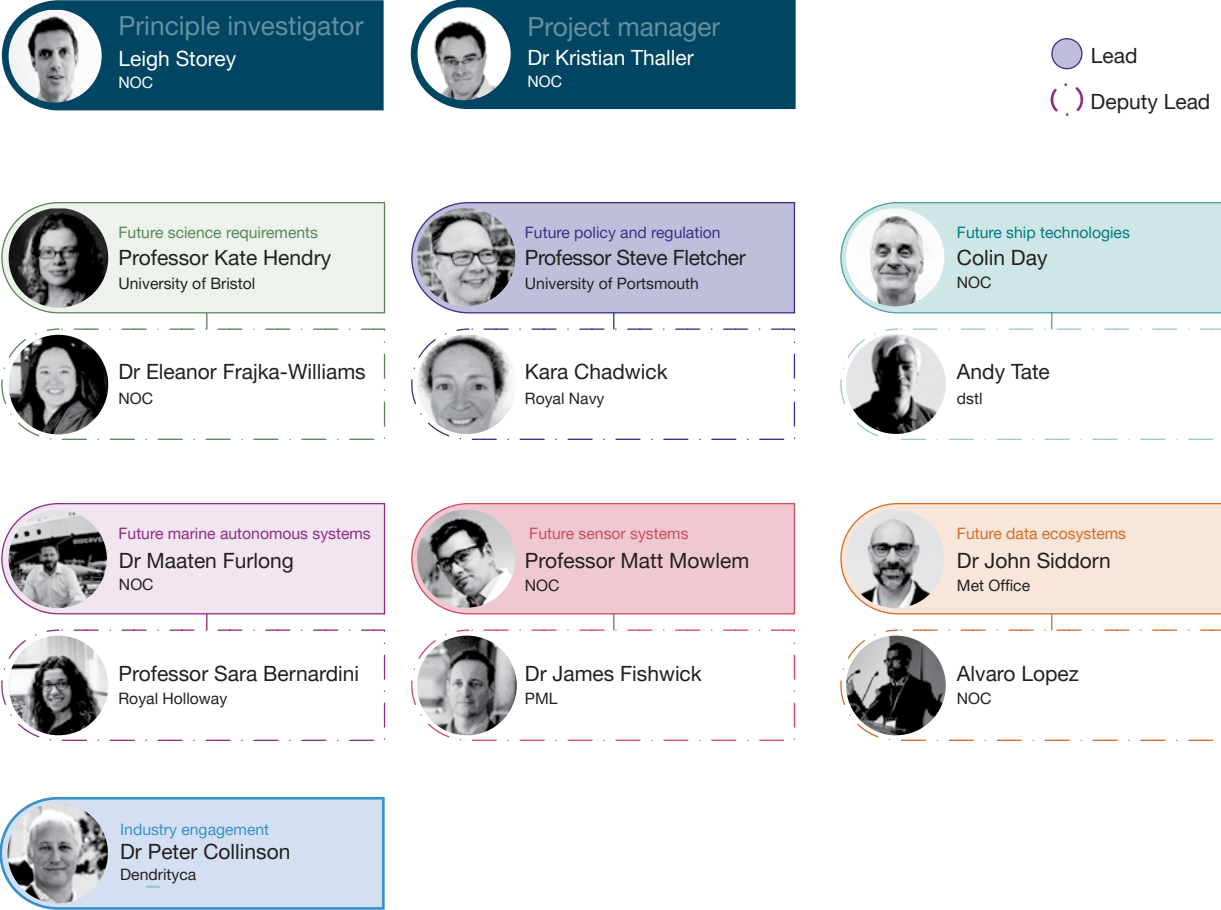 Principle investigator
Leigh Storey
NOC
Project manager
Dr Kristian Thaller
NOC
Lead
Deputy Lead
Future science requirements
Professor Kate Hendry
University of Bristol
Dr Eleanor Frajka-Williams
NOC
Future policy and regulation
Professor Steve Fletcher
University of Portsmouth
Kara Chadwick
Royal Navy
Future ship technologies
Colin Day
NOC
Andy Tate
dstl
Future marine autonomous systems
Dr Maaten Furlong
NOC
Professor Sara Bernardini
Royal Holloway
Future sensor systems
Professor Matt Mowlem
NOC
Dr James Fishwick
PML
Future data ecosystems
Dr John Siddorn
Met Office
Alvaro Lopez
NOC
Industry engagement
Dr Peter Collinson
Dendrityca